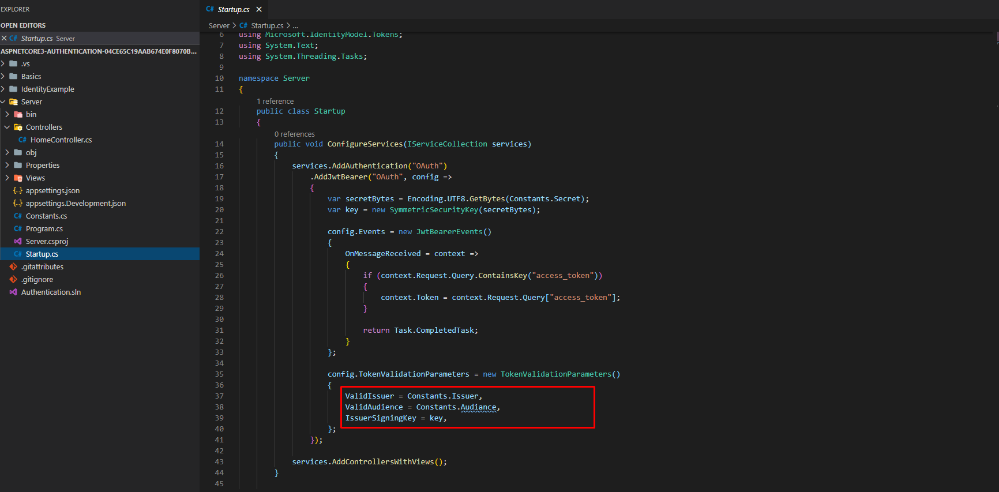 EXPLORER
OPEN EDITORS
Startup.cs Server
ASPNETCORE3-AUTHENTICATION-04CE65C19AAB674E0F8070B...
.vs
Basics
IdentityExample
Server
bin
Controllers
C# HomeController.cs
obj
Properties
Views
{..} appsettings.json
{..} appsettings.Development.json
C# Constants.cs
C# Program.cs
Server.csproj
C# Startup.cs
.gitattributes
.gitignore
Authentication.sln
C# Startup.cs
Server > C# Startup.cs > ...
6 using Microsoft.IdentityModel.Tokens;
7 using System.Text;
8 using System.Threading.Tasks;
9
10 namespace Server
11 {
1 reference
12 public class Startup
13 {
0 references
14 public void ConfigureServices(IServiceCollection services)
15 {
16 services.AddAuthentication("OAuth")
17 .AddJwtBearer("OAuth", config =>
18 {
19 var secretBytes = Encoding.UTF8.GetBytes(Constants.Secret);
20 var key = new SymmetricSecurityKey(secretBytes);
21
22 config.Events = new JwtBearerEvents()
23 {
24 OnMessageReceived = context =>
25 {
26 if (context.Request.Query.ContainsKey("access_token"))
27 {
28 context.Token = context.Request.Query["access_token"];
29 }
30
31 return Task.CompletedTask;
32 }
33 };
34
35 config.TokenValidationParameters = new TokenValidationParameters()
36 {
37 ValidIssuer = Constants.Issuer,
38 ValidAudience = Constants.Audiance,
39 IssuerSigningKey = key,
40 };
41 });
42
43 services.AddControllersWithViews();
44 }
45